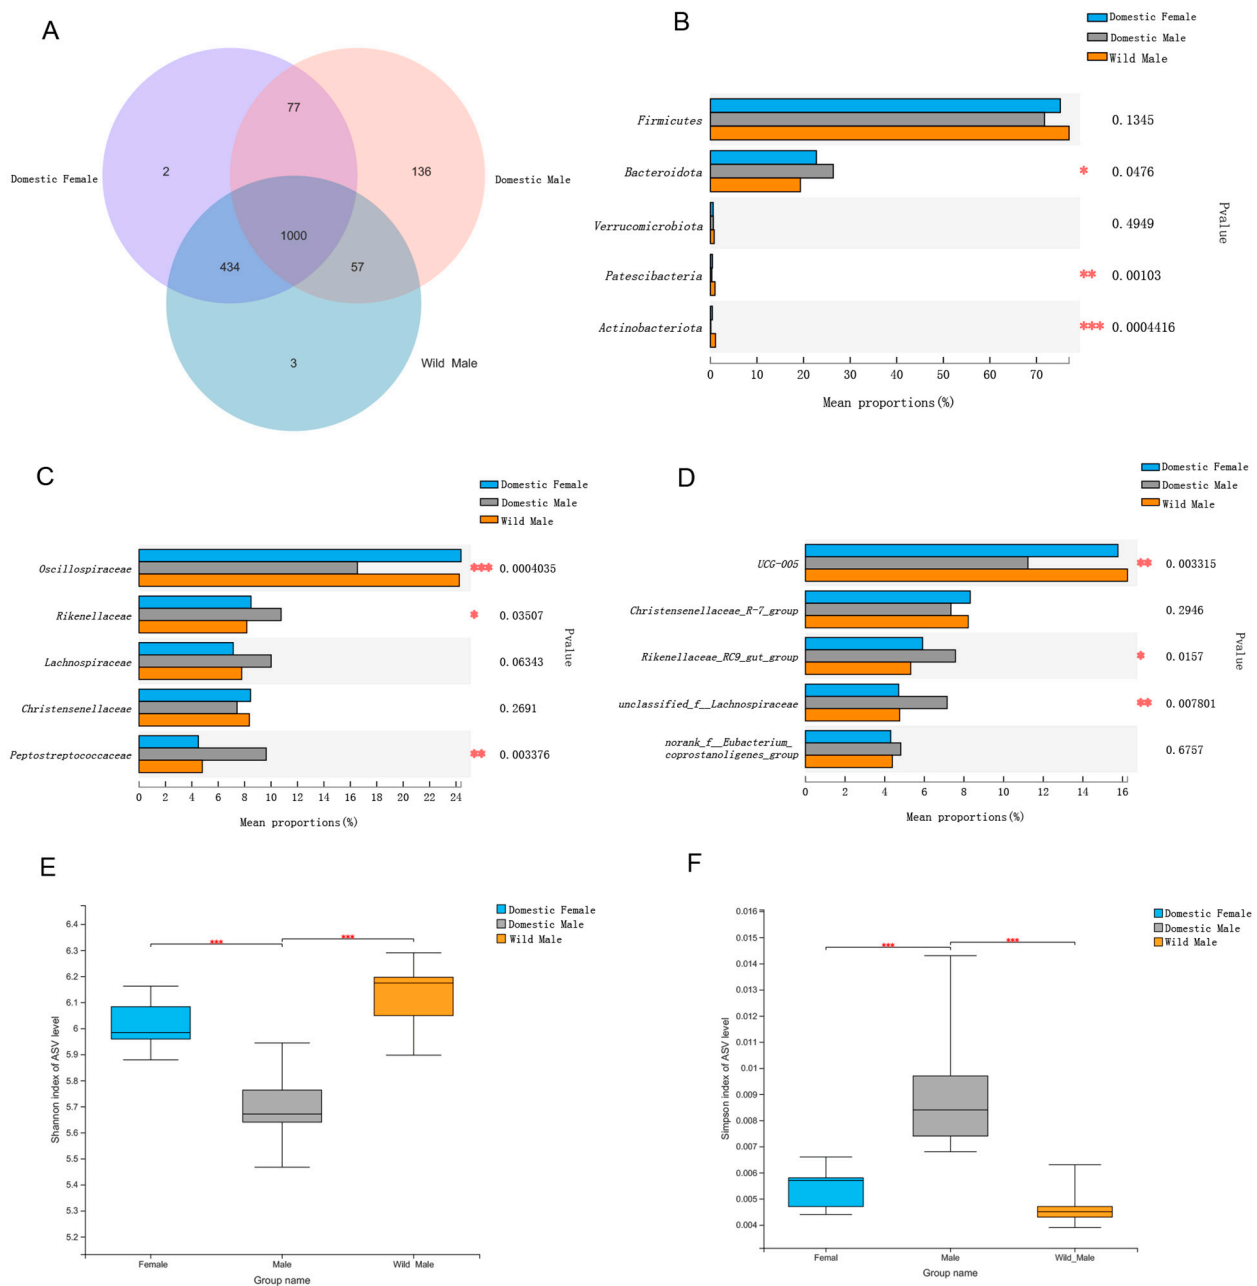 A
77
Domestic Female
2
136
Domestic Male
1000
434
57
3
Wild Male
B
Domestic Female
Domestic Male
Wild Male
Firmicutes
0.1345
Bacteroidota
* 0.0476
Verrucomicrobiota
0.4949
Patescibacteria
** 0.00103
Actinobacteriota
*** 0.0004416
Pvalue
0 10 20 30 40 50 60 70
Mean proportions(%)
C
Domestic Female
Domestic Male
Wild Male
Oscillospiraceae
*** 0.0004035
Rikenellaceae
* 0.03507
Lachnospiraceae
0.06343
Christensenellaceae
0.2691
Peptostreptococcaceae
** 0.003376
Pvalue
0 2 4 6 8 10 12 14 16 18 20 22 24
Mean proportions(%)
D
Domestic Female
Domestic Male
Wild Male
UCG-005
** 0.003315
Christensenellaceae_R-7_group
0.2946
Rikenellaceae_RC9_gut_group
* 0.0157
unclassified_f__Lachnospiraceae
** 0.007801
norank_f__Eubacterium_
coprostanoligenes_group
0.6757
Pvalue
0 2 4 6 8 10 12 14 16
Mean proportions(%)
E
Domestic Female
Domestic Male
Wild Male
*** ***
6.4
6.3
6.2
6.1
6
5.9
5.8
5.7
5.6
5.5
5.4
5.3
5.2
Shannon index of ASV level
Female Male Wild_Male
Group name
F
Domestic Female
Domestic Male
Wild Male
*** ***
0.016
0.015
0.014
0.013
0.012
0.011
0.01
0.009
0.008
0.007
0.006
0.005
0.004
Simpson index of ASV level
Femal Male Wild_Male
Group name